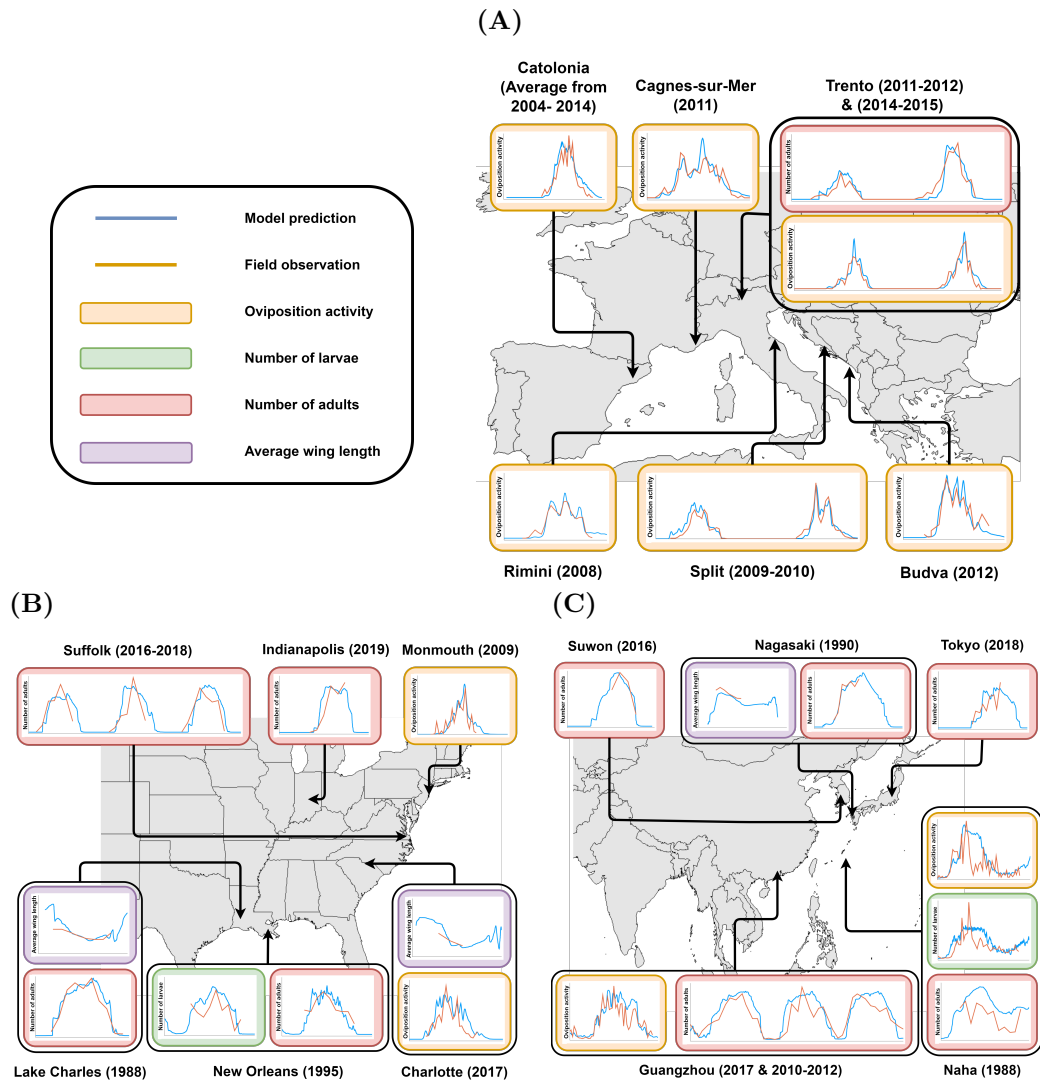 (A)
Catolonia
(Average from
2004- 2014)
Cagnes-sur-Mer
(2011)
Trento (2011-2012)
& (2014-2015)
Oviposition activity
Oviposition activity
Number of adults
Oviposition activity
Model prediction
Field observation
Oviposition activity
Number of larvae
Number of adults
Average wing length
Oviposition activity
Oviposition activity
Oviposition activity
Rimini (2008)
Split (2009-2010)
Budva (2012)
(B)
Suffolk (2016-2018)
Indianapolis (2019)
Monmouth (2009)
Number of adults
Number of adults
Oviposition activity
Average wing length
Average wing length
Number of adults
Number of larvae
Number of adults
Oviposition activity
Lake Charles (1988)
New Orleans (1995)
Charlotte (2017)
(C)
Suwon (2016)
Nagasaki (1990)
Tokyo (2018)
Number of adults
Average wing length
Number of adults
Number of adults
Oviposition activity
Number of larvae
Oviposition activity
Number of adults
Number of adults
Guangzhou (2017 & 2010-2012)
Naha (1988)